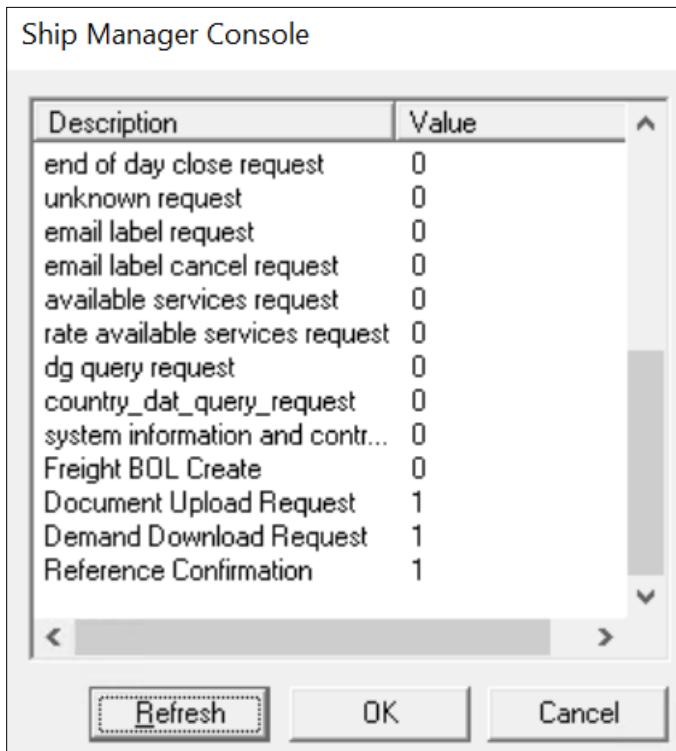 Ship Manager Console
Description Value
end of day close request 0
unknown request 0
email label request 0
email label cancel request 0
available services request 0
rate available services request 0
dg query request 0
country_dat_query_request 0
system information and contr... 0
Freight BOL Create 0
Document Upload Request 1
Demand Download Request 1
Reference Confirmation 1
Refresh OK Cancel